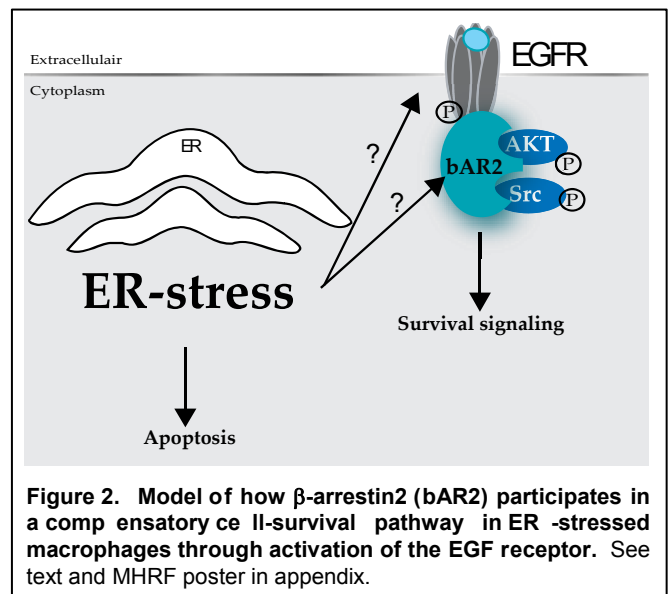 Extracellulair
EGFR
Cytoplasm
P
ER
AKT
?
bAR2
P
Src
P
?
ER-stress
Survival signaling
Apoptosis
Figure 2. Model of how β-arrestin2 (bAR2) participates in
a comp ensatory ce ll-survival pathway in ER -stressed
macrophages through activation of the EGF receptor. See
text and MHRF poster in appendix.